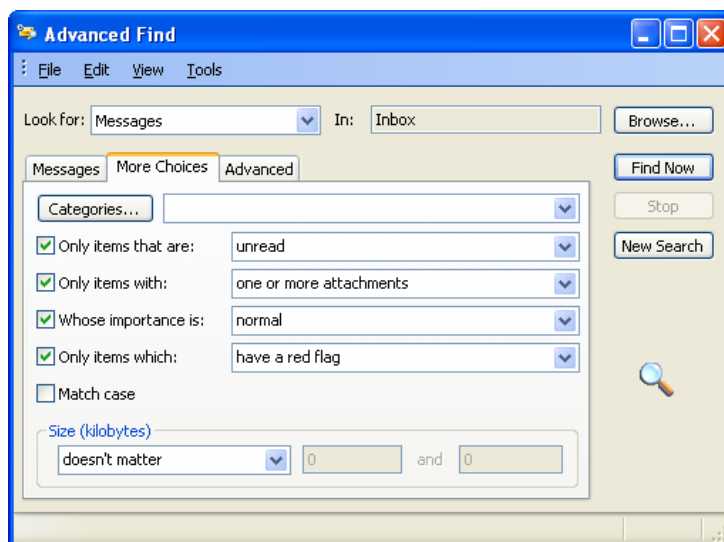 Advanced Find
File Edit View Tools
Look for: Messages In: Inbox Browse...
Messages More Choices Advanced Find Now
Categories... Stop
Only items that are: unread New Search
Only items with: one or more attachments
Whose importance is: normal
Only items which: have a red flag
Match case
Size (kilobytes)
doesn't matter 0 and 0